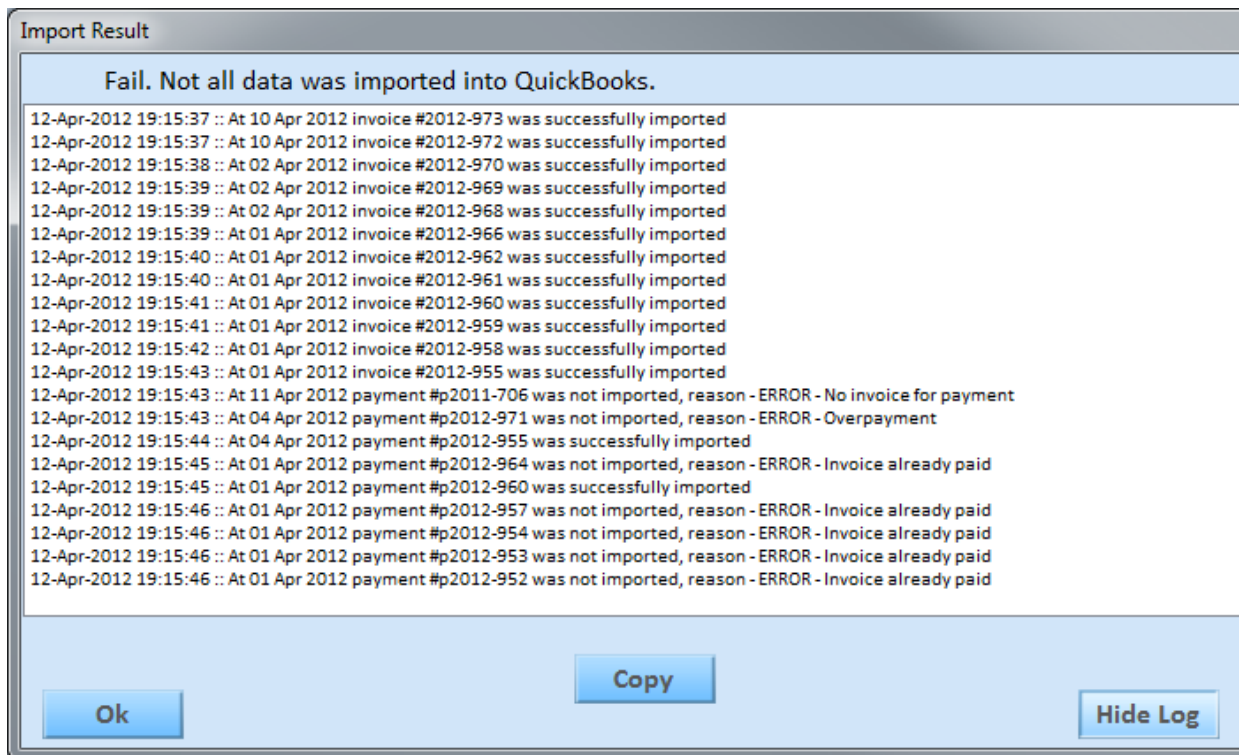 Import Result
Fail. Not all data was imported into QuickBooks.
12-Apr-2012 19:15:37 :: At 10 Apr 2012 invoice #2012-973 was successfully imported
12-Apr-2012 19:15:37 :: At 10 Apr 2012 invoice #2012-972 was successfully imported
12-Apr-2012 19:15:38 :: At 02 Apr 2012 invoice #2012-970 was successfully imported
12-Apr-2012 19:15:39 :: At 02 Apr 2012 invoice #2012-969 was successfully imported
12-Apr-2012 19:15:39 :: At 02 Apr 2012 invoice #2012-968 was successfully imported
12-Apr-2012 19:15:39 :: At 01 Apr 2012 invoice #2012-966 was successfully imported
12-Apr-2012 19:15:40 :: At 01 Apr 2012 invoice #2012-962 was successfully imported
12-Apr-2012 19:15:40 :: At 01 Apr 2012 invoice #2012-961 was successfully imported
12-Apr-2012 19:15:41 :: At 01 Apr 2012 invoice #2012-960 was successfully imported
12-Apr-2012 19:15:41 :: At 01 Apr 2012 invoice #2012-959 was successfully imported
12-Apr-2012 19:15:42 :: At 01 Apr 2012 invoice #2012-958 was successfully imported
12-Apr-2012 19:15:43 :: At 01 Apr 2012 invoice #2012-955 was successfully imported
12-Apr-2012 19:15:43 :: At 11 Apr 2012 payment #p2011-706 was not imported, reason - ERROR - No invoice for payment
12-Apr-2012 19:15:43 :: At 04 Apr 2012 payment #p2012-971 was not imported, reason - ERROR - Overpayment
12-Apr-2012 19:15:44 :: At 04 Apr 2012 payment #p2012-955 was successfully imported
12-Apr-2012 19:15:45 :: At 01 Apr 2012 payment #p2012-964 was not imported, reason - ERROR - Invoice already paid
12-Apr-2012 19:15:45 :: At 01 Apr 2012 payment #p2012-960 was successfully imported
12-Apr-2012 19:15:46 :: At 01 Apr 2012 payment #p2012-957 was not imported, reason - ERROR - Invoice already paid
12-Apr-2012 19:15:46 :: At 01 Apr 2012 payment #p2012-954 was not imported, reason - ERROR - Invoice already paid
12-Apr-2012 19:15:46 :: At 01 Apr 2012 payment #p2012-953 was not imported, reason - ERROR - Invoice already paid
12-Apr-2012 19:15:46 :: At 01 Apr 2012 payment #p2012-952 was not imported, reason - ERROR - Invoice already paid
Copy
Ok
Hide Log